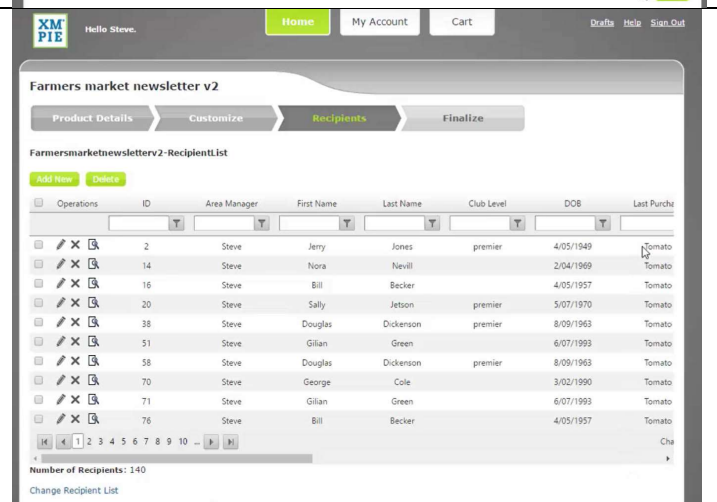 XM
PIE
Hello Steve.
Home
My Account
Cart
Drafts Help Sign Out
Farmers market newsletter v2
Product Details
Customize
Recipients
Finalize
Farmersmarketnewsletterv2-RecipientList
Add New Delete
Operations ID Area Manager First Name Last Name Club Level DOB Last Purcha
2 Steve Jerry Jones premier 4/05/1949 Tomato
14 Steve Nora Nevill 2/04/1969 Tomato
16 Steve Bill Becker 4/05/1957 Tomato
20 Steve Sally Jetson premier 5/07/1970 Tomato
38 Steve Douglas Dickenson premier 8/09/1963 Tomato
51 Steve Gilian Green 6/07/1993 Tomato
58 Steve Douglas Dickenson premier 8/09/1963 Tomato
70 Steve George Cole 3/02/1990 Tomato
71 Steve Gilian Green 6/07/1993 Tomato
76 Steve Bill Becker 4/05/1957 Tomato
1 2 3 4 5 6 7 8 9 10 ... Cha
Number of Recipients: 140
Change Recipient List